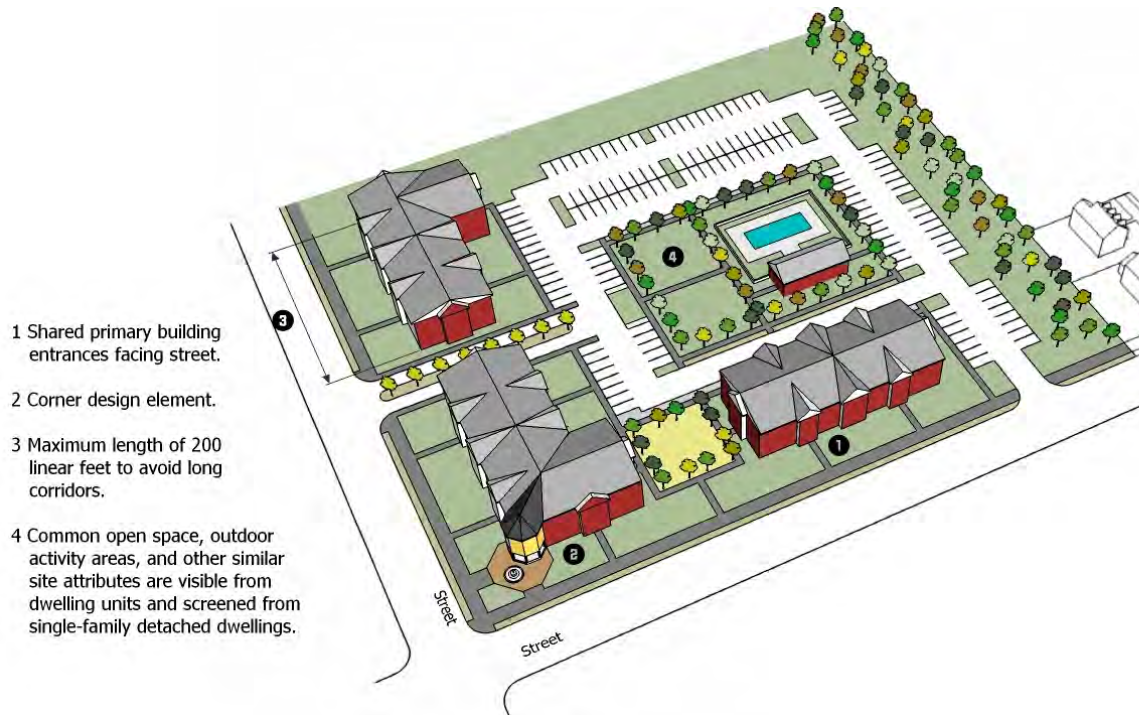 1 Shared primary building
entrances facing street.
2 Corner design element.
3 Maximum length of 200
linear feet to avoid long
corridors.
4 Common open space, outdoor
activity areas, and other similar
site attributes are visible from
dwelling units and screened from
single-family detached dwellings.
3
4
1
2
Street
Street